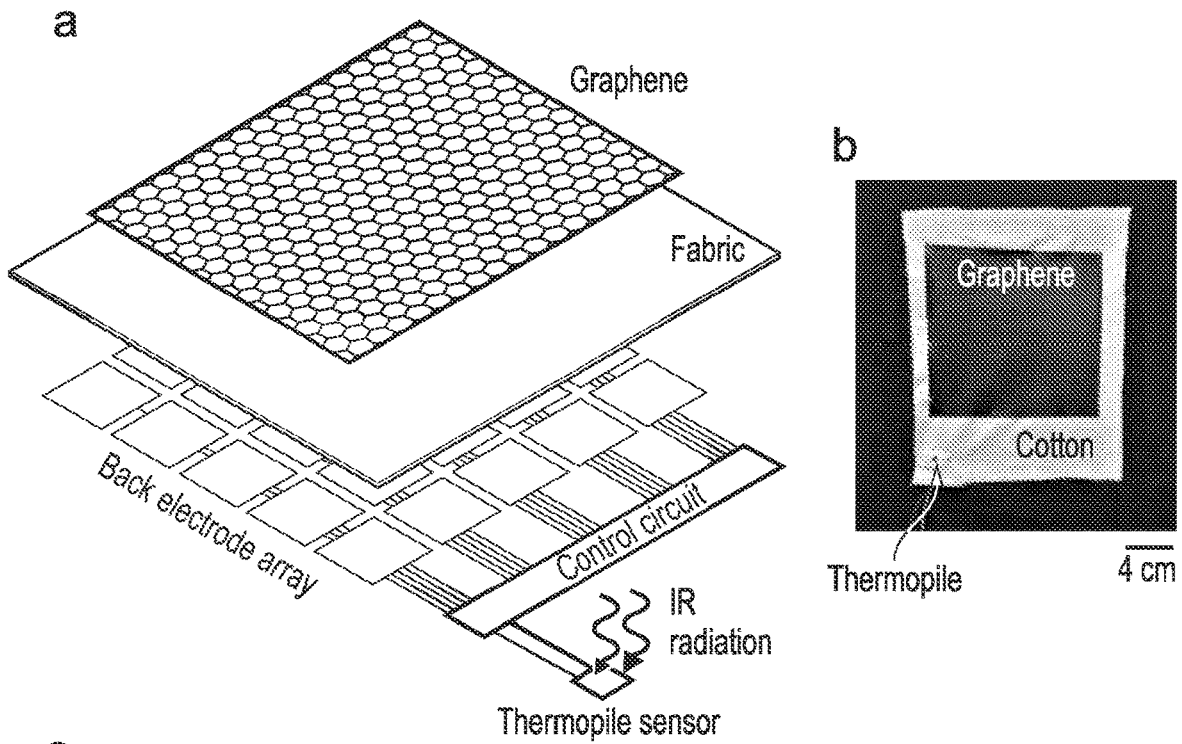 a
Graphene
Fabric
Back electrode array
Control circuit
IR
radiation
Thermopile sensor
b
Graphene
Cotton
Thermopile
4 cm